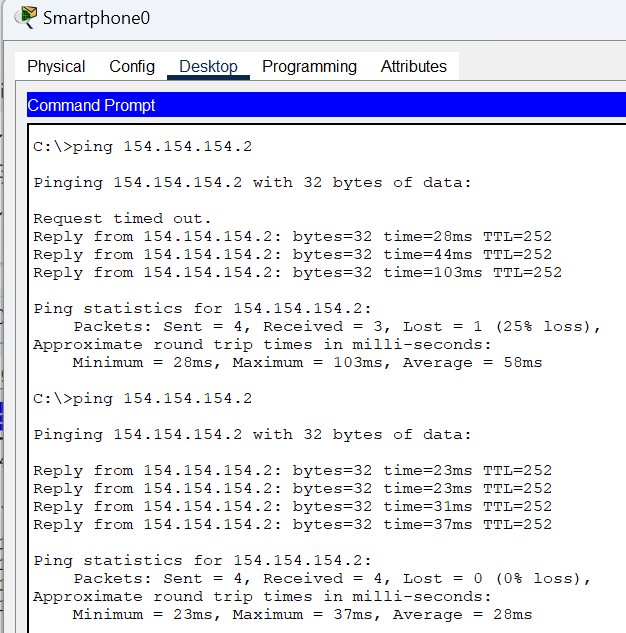 Smartphone0
Physical Config Desktop Programming Attributes
Command Prompt
C:\>ping 154.154.154.2
Pinging 154.154.154.2 with 32 bytes of data:
Request timed out.
Reply from 154.154.154.2: bytes=32 time=28ms TTL=252
Reply from 154.154.154.2: bytes=32 time=44ms TTL=252
Reply from 154.154.154.2: bytes=32 time=103ms TTL=252
Ping statistics for 154.154.154.2:
Packets: Sent = 4, Received = 3, Lost = 1 (25% loss),
Approximate round trip times in milli-seconds:
Minimum = 28ms, Maximum = 103ms, Average = 58ms
C:\>ping 154.154.154.2
Pinging 154.154.154.2 with 32 bytes of data:
Reply from 154.154.154.2: bytes=32 time=23ms TTL=252
Reply from 154.154.154.2: bytes=32 time=23ms TTL=252
Reply from 154.154.154.2: bytes=32 time=31ms TTL=252
Reply from 154.154.154.2: bytes=32 time=37ms TTL=252
Ping statistics for 154.154.154.2:
Packets: Sent = 4, Received = 4, Lost = 0 (0% loss),
Approximate round trip times in milli-seconds:
Minimum = 23ms, Maximum = 37ms, Average = 28ms